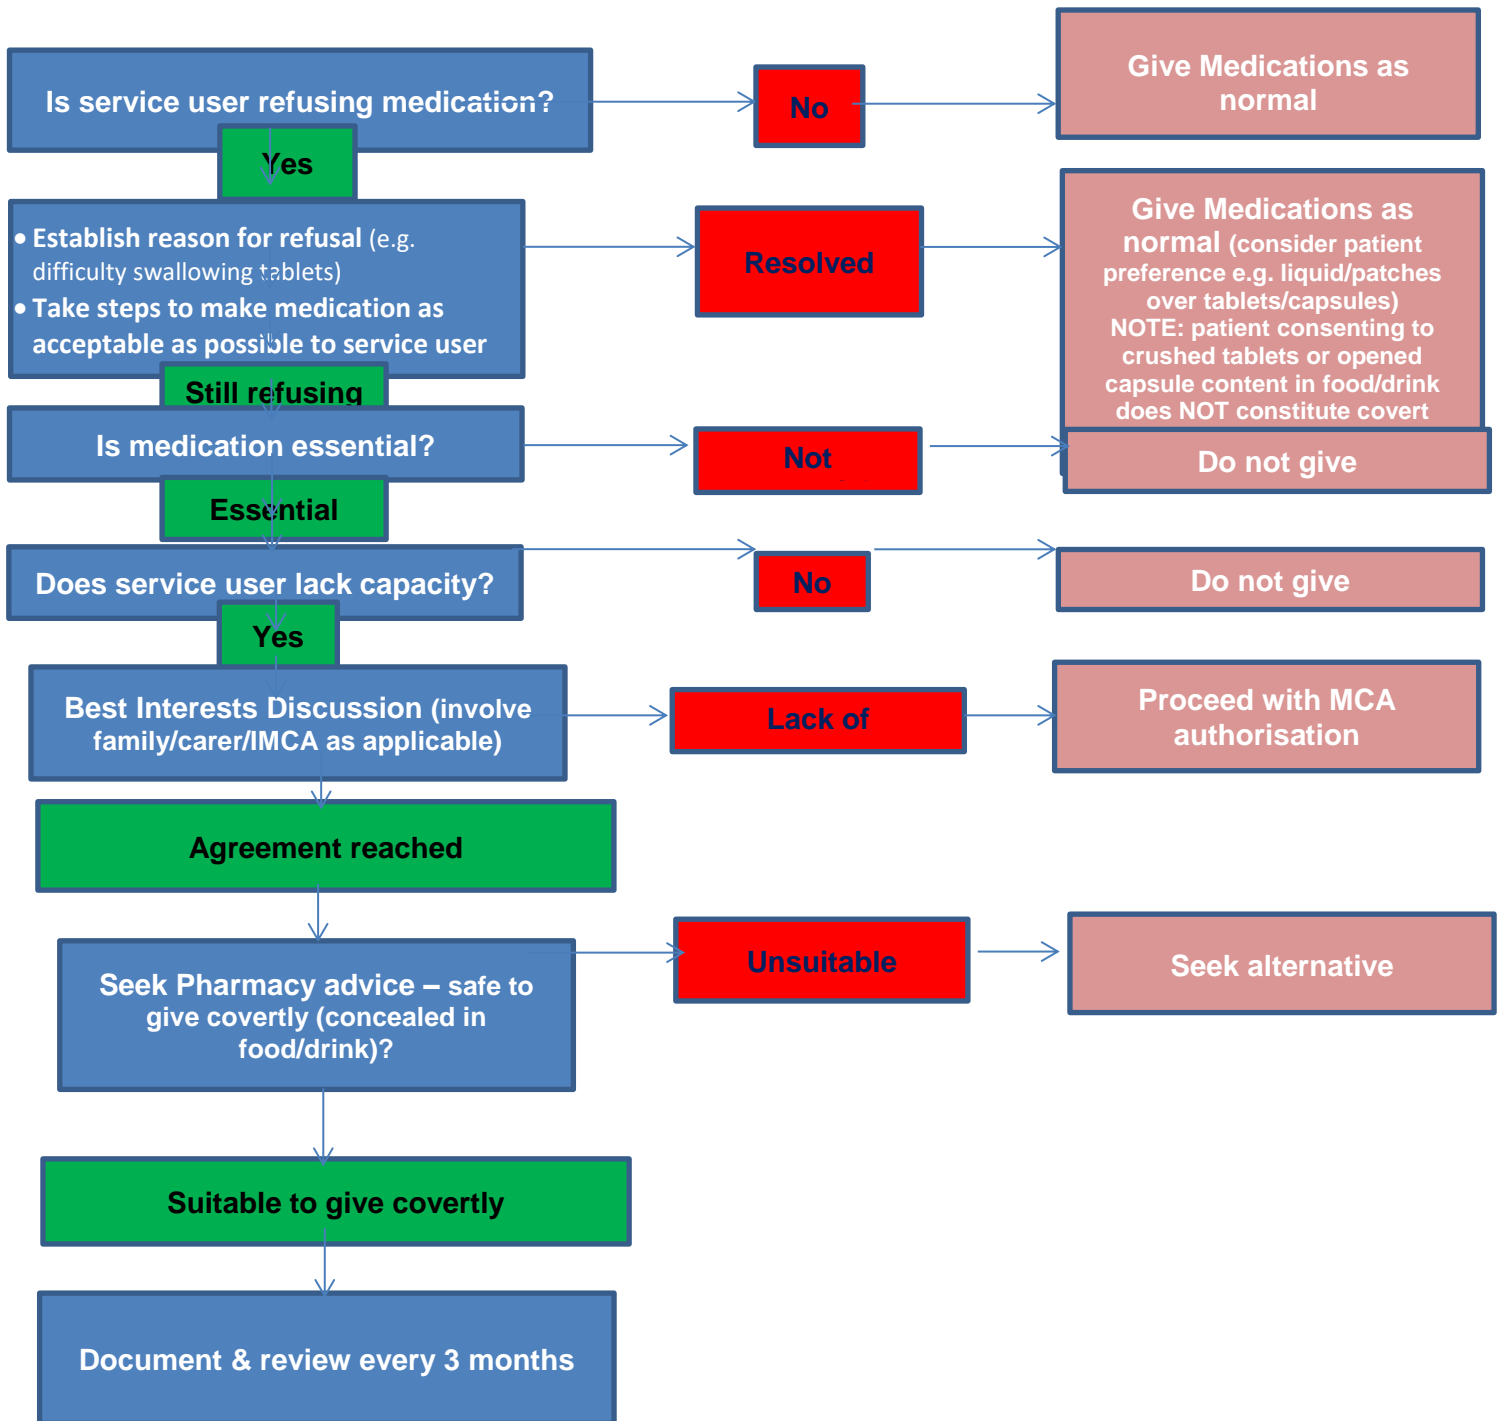 Is service user refusing medication?
No
Give Medications as
normal
Yes
• Establish reason for refusal (e.g.
difficulty swallowing tablets)
• Take steps to make medication as
acceptable as possible to service user
Resolved
Give Medications as
normal (consider patient
preference e.g. liquid/patches
over tablets/capsules)
NOTE: patient consenting to
crushed tablets or opened
capsule content in food/drink
does NOT constitute covert
Still refusing
Is medication essential?
Not
Do not give
Essential
Does service user lack capacity?
No
Do not give
Yes
Best Interests Discussion (involve
family/carer/IMCA as applicable)
Lack of
Proceed with MCA
authorisation
Agreement reached
Seek Pharmacy advice – safe to
give covertly (concealed in
food/drink)?
Unsuitable
Seek alternative
Suitable to give covertly
Document & review every 3 months